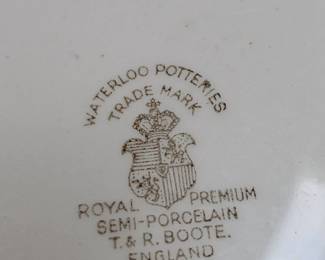 WATERLOO POTTERIES
TRADE MARK
ROYAL PREMIUM
SEMI-PORCELAIN
T. & R. BOOTE.
ENGLAND